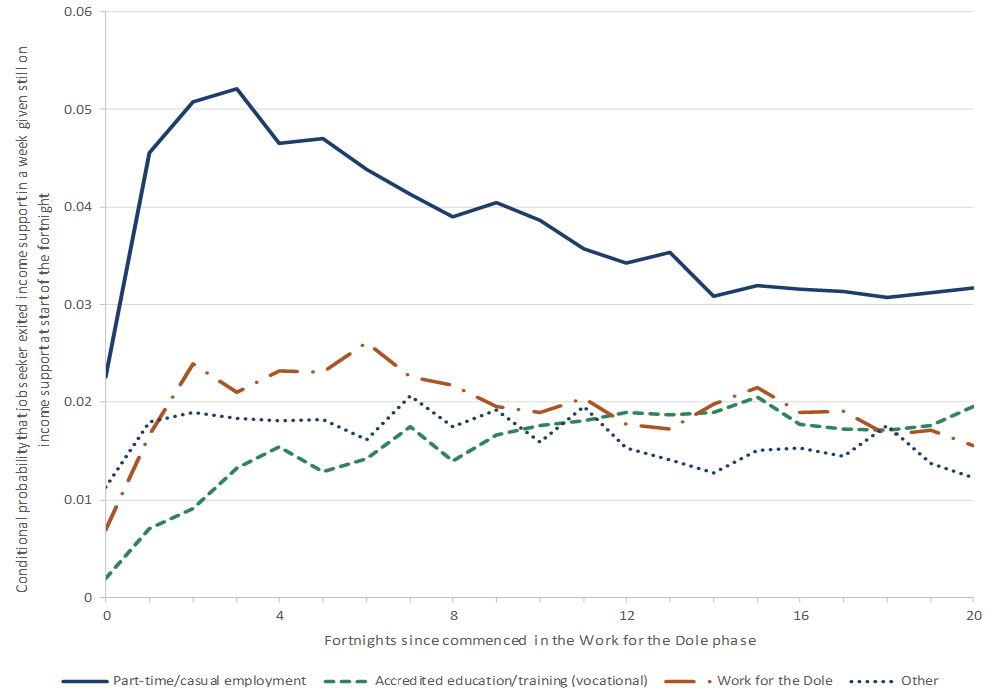 0.06
0.05
0.04
0.03
0.02
0.01
0
Conditional probability that job seeker exited income support in a week given still on
income support at start of the fortnight
0 4 8 12 16 20
Fortnights since commenced in the Work for the Dole phase
Part-time/casual employment Accredited education/training (vocational) Work for the Dole Other